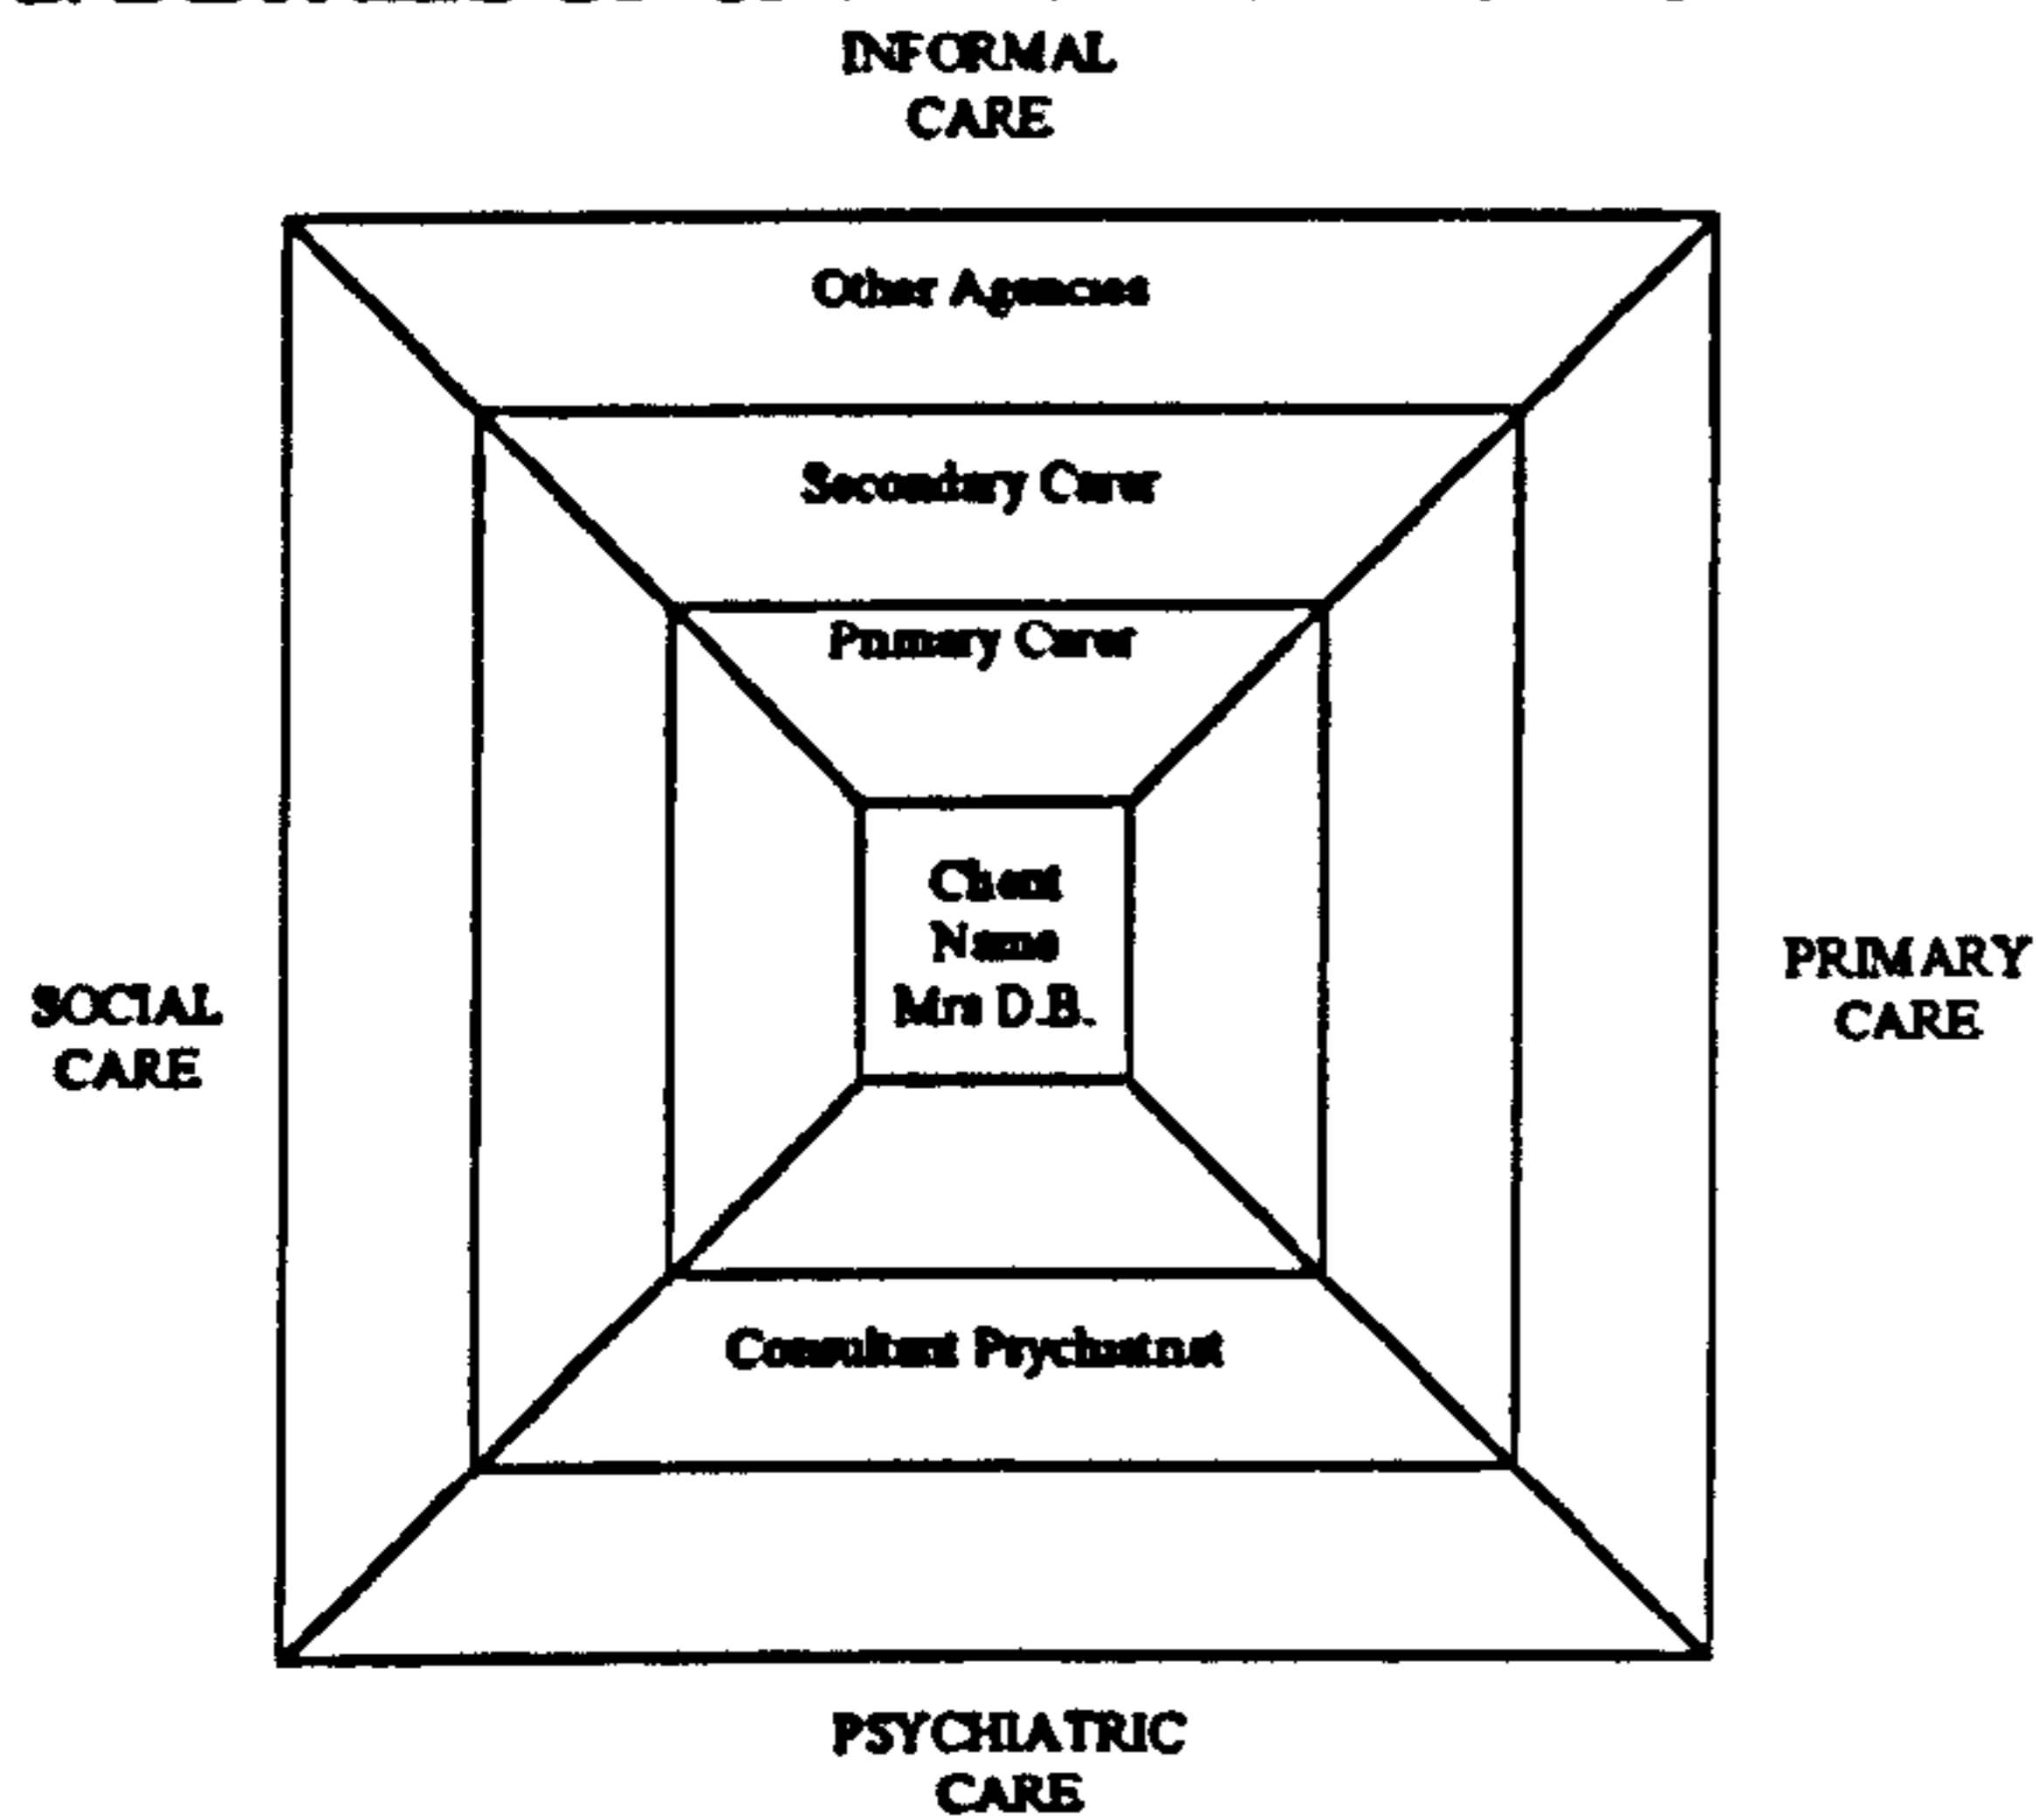 INFORMAL
CARE
Other Agencies
Secondary Carer
Primary Carer
Client
Name
Mrs D.B.
SOCIAL
CARE
PRIMARY
CARE
Consultant Psychiatrist
PSYCHIATRIC
CARE